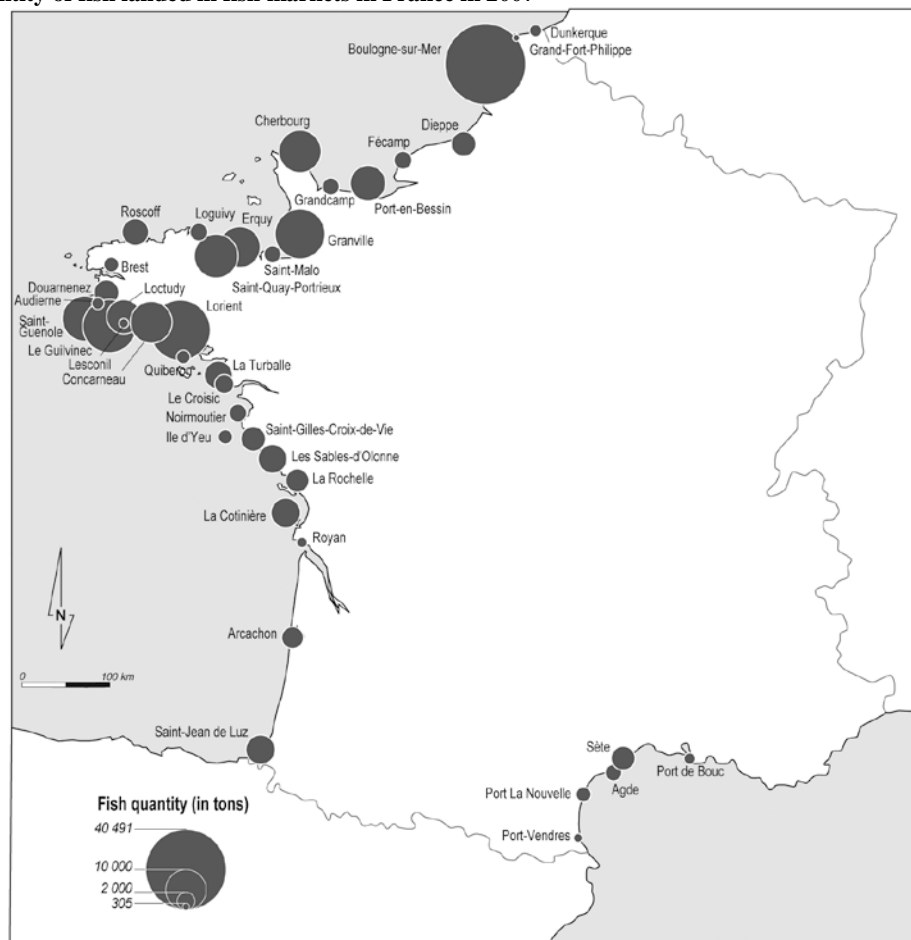 Boulogne-sur-Mer
Dunkerque
Grand-Fort-Philippe
Dieppe
Fécamp
Cherbourg
Grandcamp
Port-en-Bessin
Roscoff
Loguivy
Erquy
Granville
Saint-Malo
Saint-Quay-Portrieux
Brest
Douarnenez
Audierne
Loctudy
Lorient
Saint-
Guenole
Le Guilvinec
Lesconil
Concarneau
Quiberon
La Turballe
Le Croisic
Noirmoutier
Ile d'Yeu
Saint-Gilles-Croix-de-Vie
Les Sables-d'Olonne
La Rochelle
La Cotinière
Royan
N
0 100 km
Arcachon
Saint-Jean de Luz
Sète
Port de Bouc
Agde
Port La Nouvelle
Port-Vendres
Fish quantity (in tons)
40 491
10 000
2 000
305